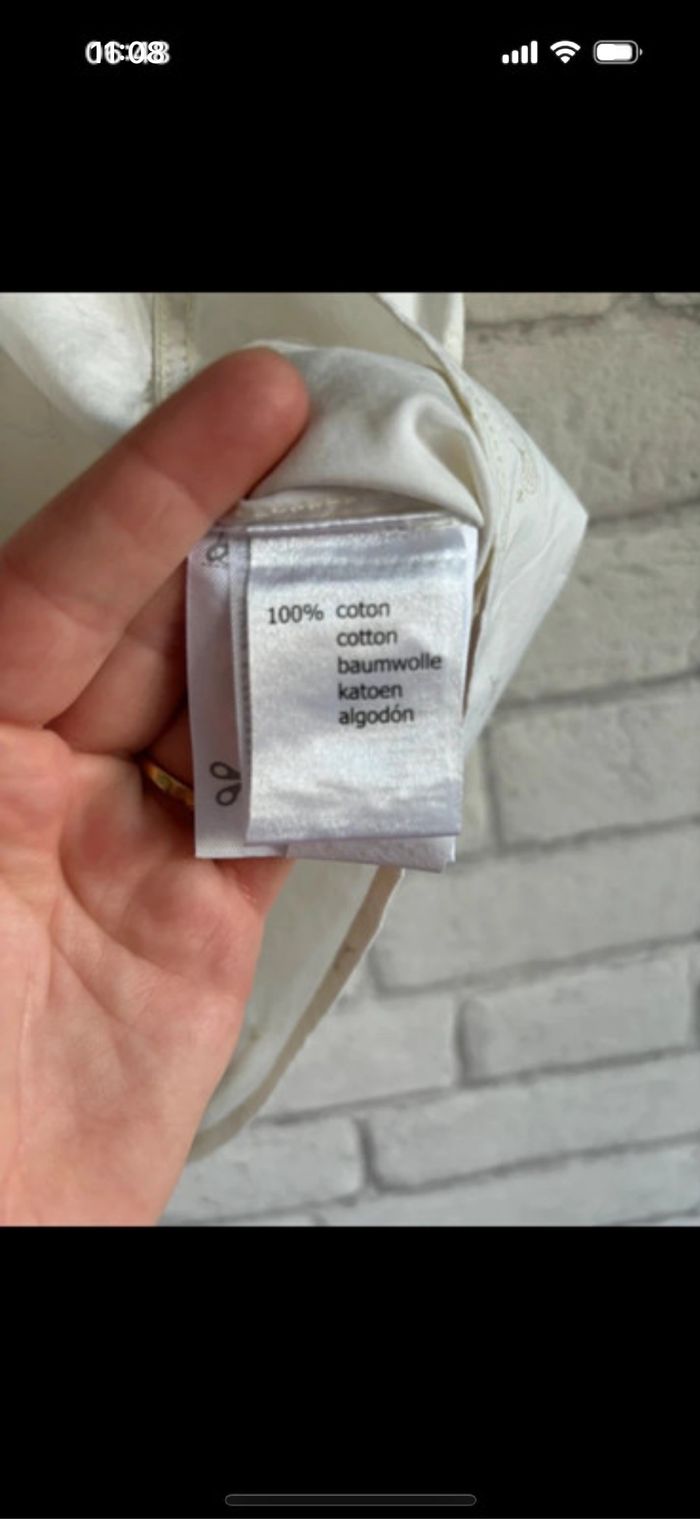 100% coton
cotton
baumwolle
katoen
algodón